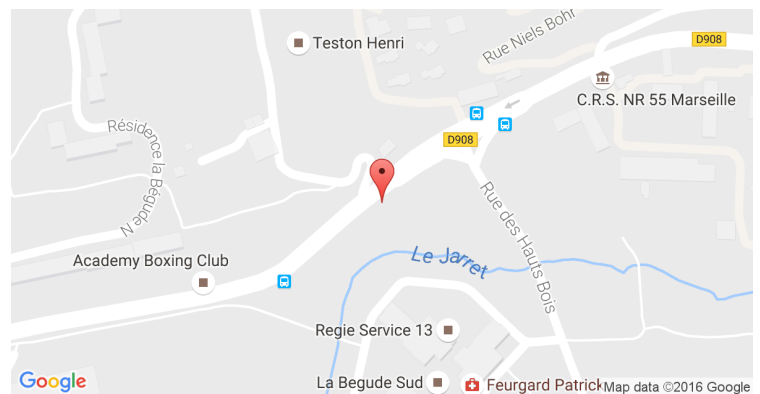 D908
Teston Henri
Rue Niels Bohr
C.R.S. NR 55 Marseille
Résidence la Bégude N
D908
Rue des Hauts Bois
Academy Boxing Club
Le Jarret
Regie Service 13
La Begude Sud
Feurgard Patrick
Google
Map data ©2016 Google